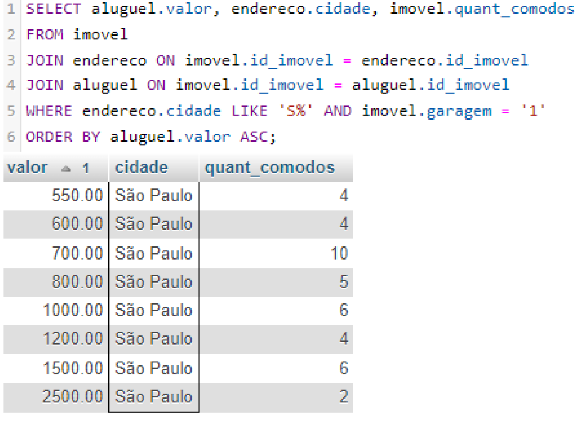 1 SELECT aluguel.valor, endereco.cidade, imovel.quant_comodos
2 FROM imovel
3 JOIN endereco ON imovel.id_imovel = endereco.id_imovel
4 JOIN aluguel ON imovel.id_imovel = aluguel.id_imovel
5 WHERE endereco.cidade LIKE 'S%' AND imovel.garagem = '1'
6 ORDER BY aluguel.valor ASC;
valor 1 cidade quant_comodos
550.00 São Paulo 4
600.00 São Paulo 4
700.00 São Paulo 10
800.00 São Paulo 5
1000.00 São Paulo 6
1200.00 São Paulo 4
1500.00 São Paulo 6
2500.00 São Paulo 2